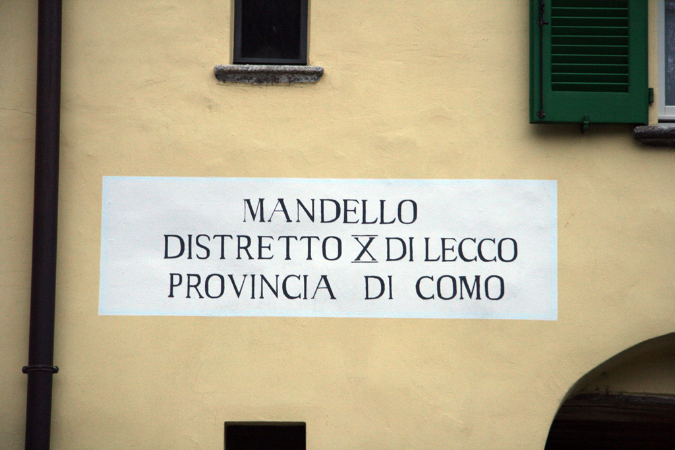 MANDELLO
DISTRETTO X DI LECCO
PROVINCIA DI COMO